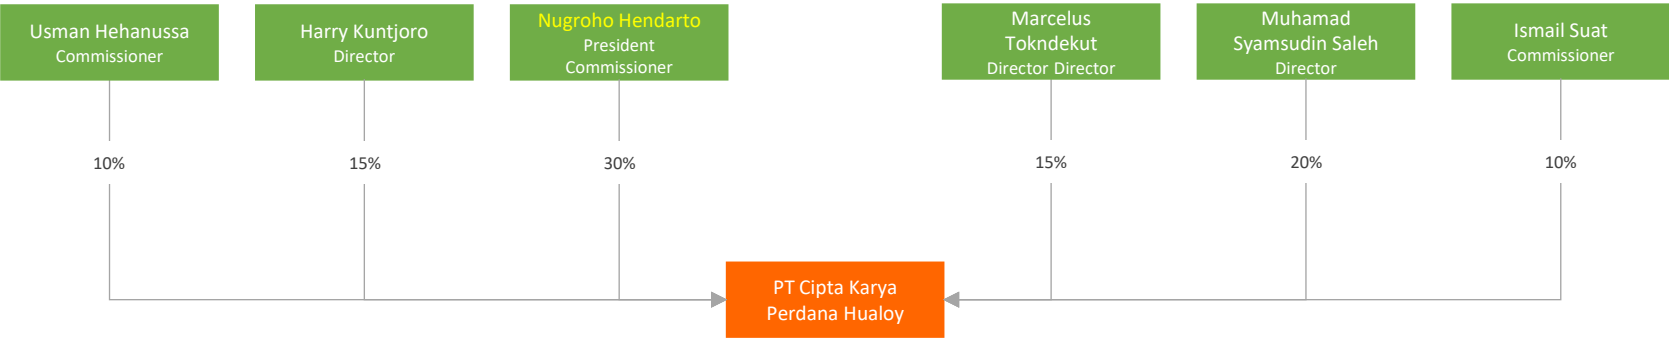 Usman Hehanussa
Commissioner
Harry Kuntjoro
Director
Nugroho Hendarto
President
Commissioner
Marcelus
Tokndekut
Director Director
Muhamad
Syamsudin Saleh
Director
Ismail Suat
Commissioner
10%
15%
30%
15%
20%
10%
PT Cipta Karya
Perdana Hualoy